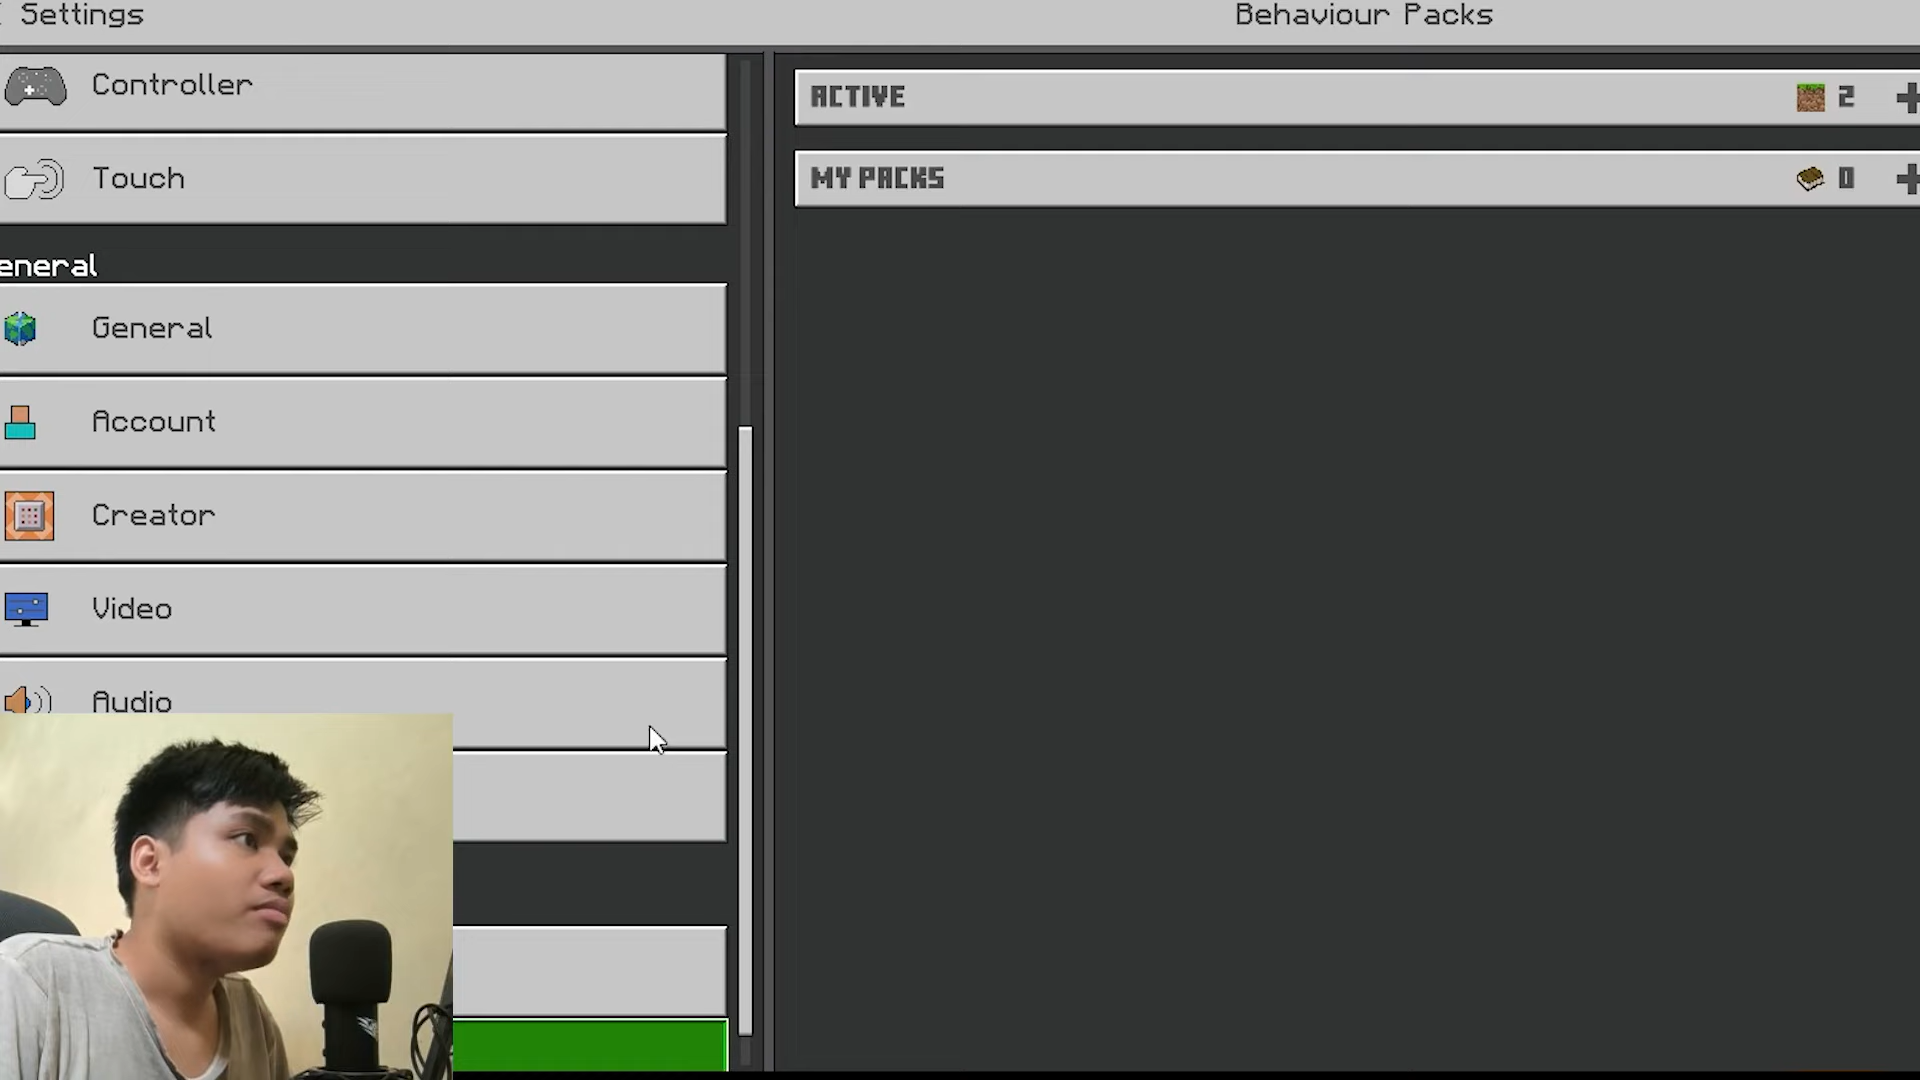 Settings
Behaviour Packs
Controller
Touch
eneral
General
Account
Creator
Video
Audio
ACTIVE
2
MY PACKS
0